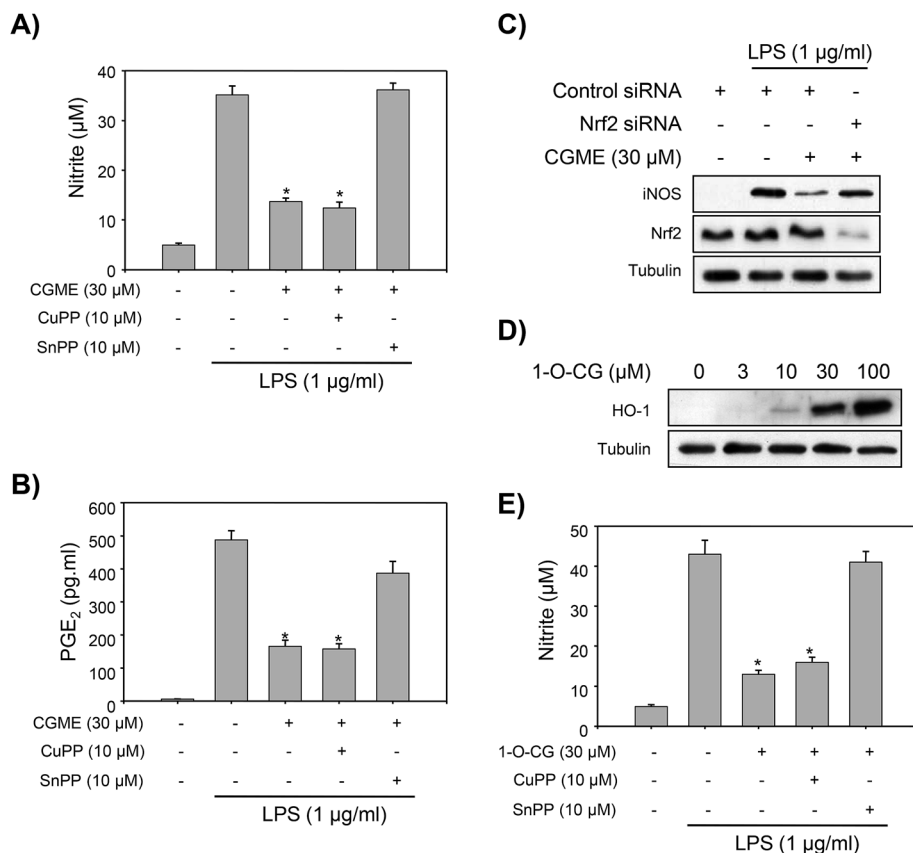 A)
40
30
20
10
0
Nitrite (µM)
CGME (30 µM) - - + + +
CuPP (10 µM) - - - + -
SnPP (10 µM) - - - - +
LPS (1 µg/ml)
* *
B)
600
500
400
300
200
100
0
PGE2 (pg.ml)
* *
CGME (30 µM) - - + + +
CuPP (10 µM) - - - + -
SnPP (10 µM) - - - - +
LPS (1 µg/ml)
C)
LPS (1 µg/ml)
Control siRNA + + + -
Nrf2 siRNA - - - +
CGME (30 µM) - - + +
iNOS
Nrf2
Tubulin
D)
1-O-CG (µM) 0 3 10 30 100
HO-1
Tubulin
E)
50
40
30
20
10
0
Nitrite (µM)
* *
1-O-CG (30 µM) - - + + +
CuPP (10 µM) - - - + -
SnPP (10 µM) - - - - +
LPS (1 µg/ml)